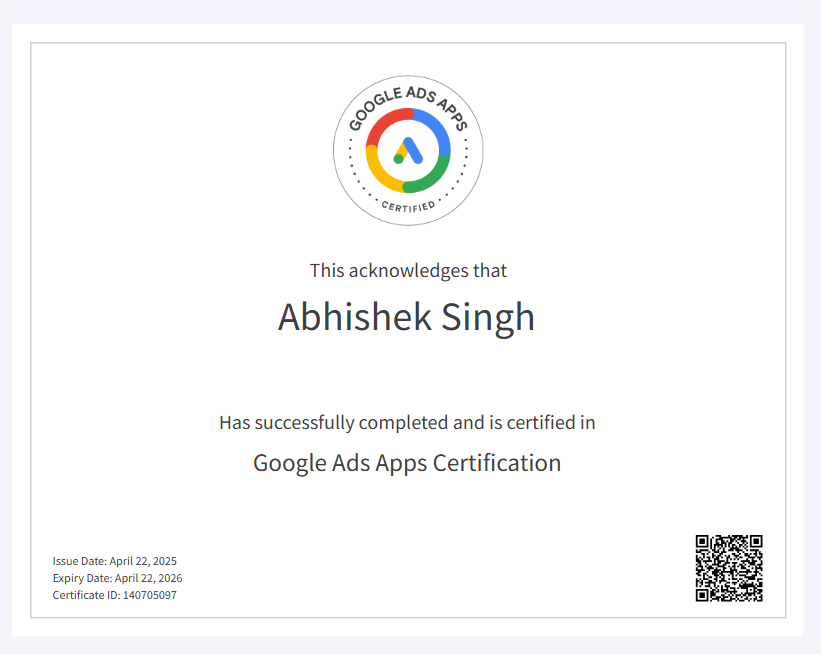 GOOGLE ADS APPS
CERTIFIED
This acknowledges that
Abhishek Singh
Has successfully completed and is certified in
Google Ads Apps Certification
Issue Date: April 22, 2025
Expiry Date: April 22, 2026
Certificate ID: 140705097